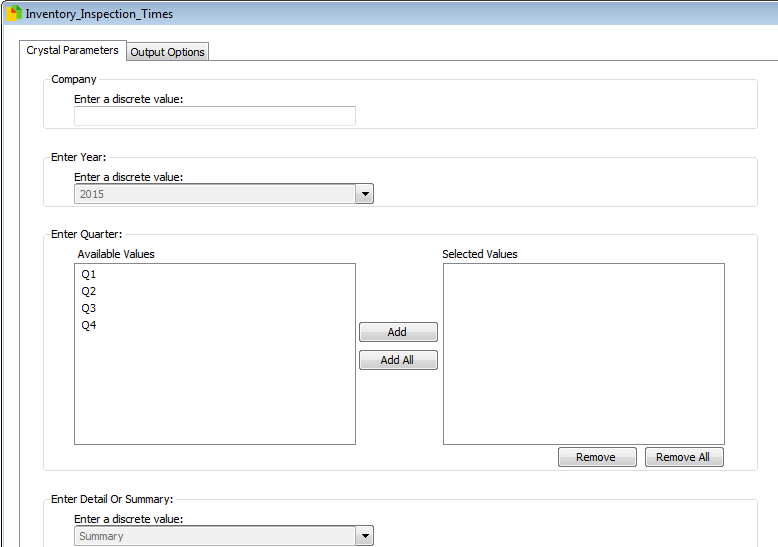 Inventory_Inspection_Times
Crystal Parameters
Output Options
Company
Enter a discrete value:
Enter Year:
Enter a discrete value:
2015
Enter Quarter:
Available Values
Selected Values
Q1
Q2
Q3
Q4
Add
Add All
Remove
Remove All
Enter Detail Or Summary:
Enter a discrete value:
Summary